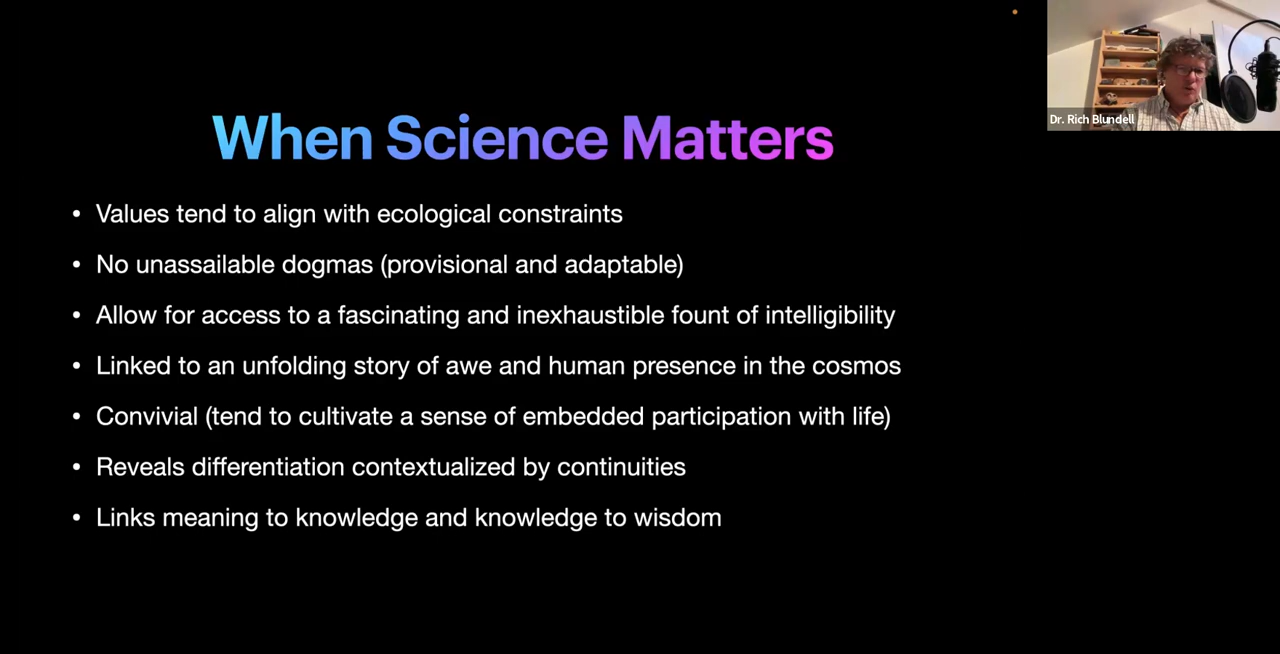 When Science Matters
• Values tend to align with ecological constraints
• No unassailable dogmas (provisional and adaptable)
• Allow for access to a fascinating and inexhaustible fount of intelligibility
• Linked to an unfolding story of awe and human presence in the cosmos
• Convivial (tend to cultivate a sense of embedded participation with life)
• Reveals differentiation contextualized by continuities
• Links meaning to knowledge and knowledge to wisdom
Dr. Rich Blundell